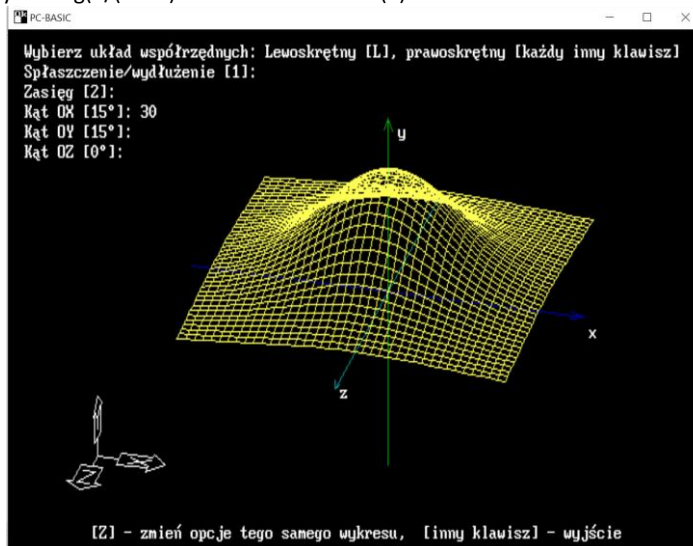 PC-BASIC
Wybierz układ współrzędnych: Lewoskrętny [L], prawoskrętny [każdy inny klawisz]
Spłaszczenie/wydłużenie [1]:
Zasięg [2]:
Kąt OX [15°]: 30
Kąt OY [15°]:
Kąt OZ [0°]:
y
x
z
Y
X
Z
[Z] - zmień opcje tego samego wykresu, [inny klawisz] - wyjście